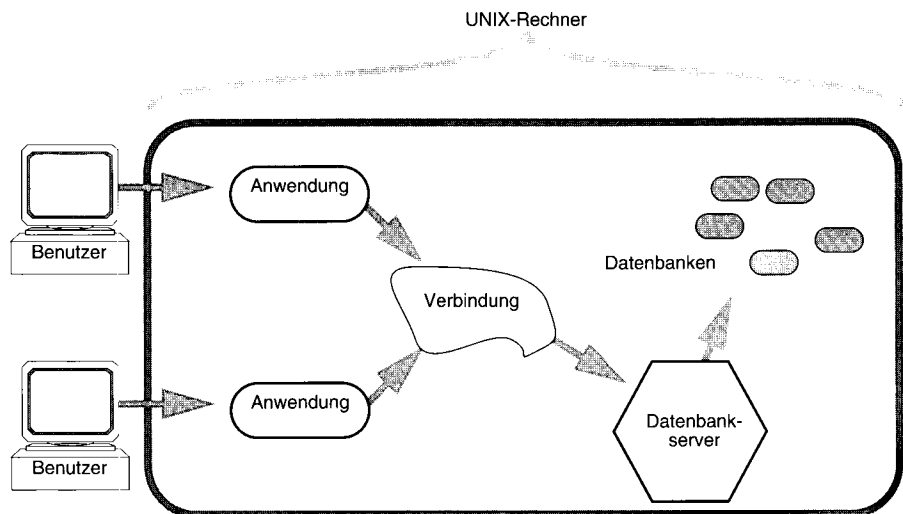 UNIX-Rechner
Benutzer
Anwendung
Verbindung
Datenbanken
Benutzer
Anwendung
Datenbank-
server